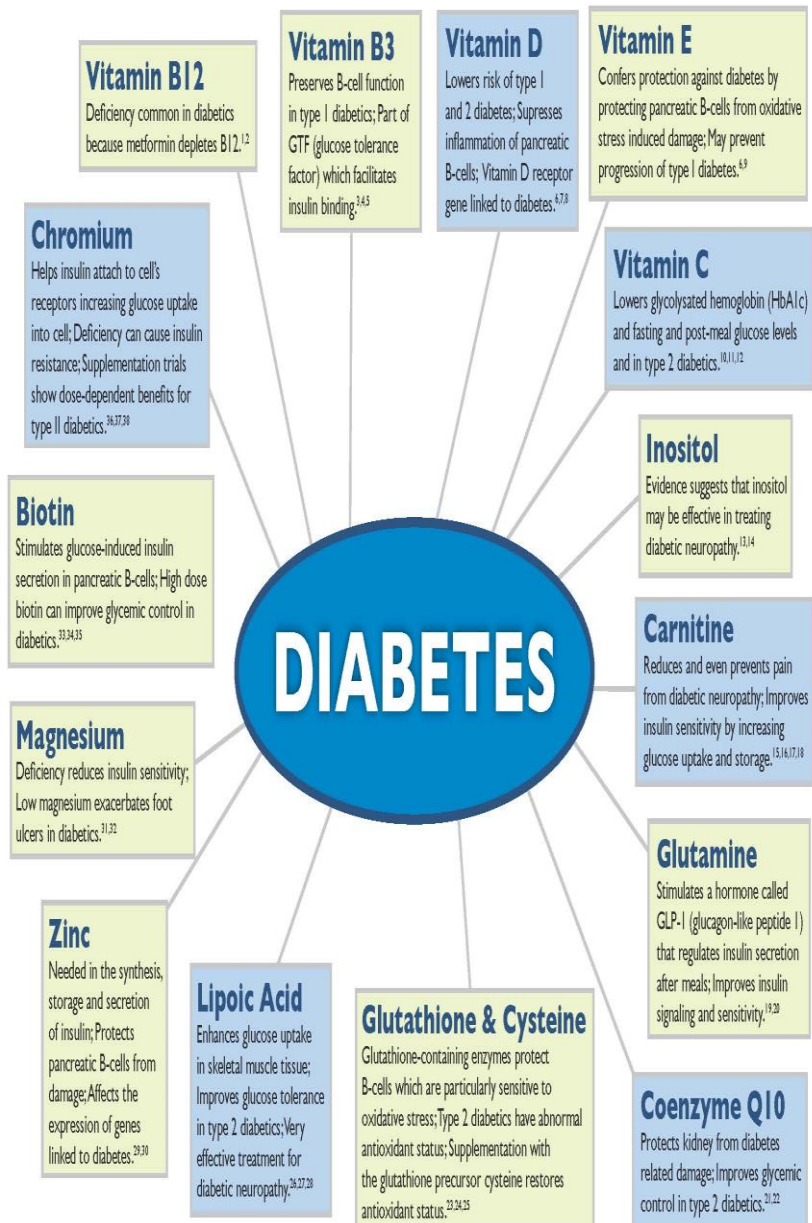 Vitamin B12
Deficiency common in diabetics
because metformin depletes B12.1,2
Vitamin B3
Preserves B-cell function
in type 1 diabetics; Part of
GTF (glucose tolerance
factor) which facilitates
insulin binding.3,4,5
Vitamin D
Lowers risk of type 1
and 2 diabetes; Supresses
inflammation of pancreatic
B-cells; Vitamin D receptor
gene linked to diabetes.6,7,8
Vitamin E
Confers protection against diabetes by
protecting pancreatic B-cells from oxidative
stress induced damage; May prevent
progression of type 1 diabetes.6,9
Chromium
Helps insulin attach to cell's
receptors increasing glucose uptake
into cell; Deficiency can cause insulin
resistance; Supplementation trials
show dose-dependent benefits for
type II diabetics.36,37,38
Vitamin C
Lowers glycolysated hemoglobin (HbA1c)
and fasting and post-meal glucose levels
and in type 2 diabetics.10,11,12
Inositol
Evidence suggests that inositol
may be effective in treating
diabetic neuropathy.13,14
Biotin
Stimulates glucose-induced insulin
secretion in pancreatic B-cells; High dose
biotin can improve glycemic control in
diabetics.33,34,35
DIABETES
Carnitine
Reduces and even prevents pain
from diabetic neuropathy; Improves
insulin sensitivity by increasing
glucose uptake and storage.15,16,17,18
Magnesium
Deficiency reduces insulin sensitivity;
Low magnesium exacerbates foot
ulcers in diabetics.31,32
Glutamine
Stimulates a hormone called
GLP-1 (glucagon-like peptide 1)
that regulates insulin secretion
after meals; Improves insulin
signaling and sensitivity.19,20
Zinc
Needed in the synthesis,
storage and secretion
of insulin; Protects
pancreatic B-cells from
damage; Affects the
expression of genes
linked to diabetes.29,30
Lipoic Acid
Enhances glucose uptake
in skeletal muscle tissue;
Improves glucose tolerance
in type 2 diabetics; Very
effective treatment for
diabetic neuropathy.26,27,28
Glutathione & Cysteine
Glutathione-containing enzymes protect
B-cells which are particularly sensitive to
oxidative stress; Type 2 diabetics have abnormal
antioxidant status; Supplementation with
the glutathione precursor cysteine restores
antioxidant status.23,24,25
Coenzyme Q10
Protects kidney from diabetes
related damage; Improves glycemic
control in type 2 diabetics.21,22